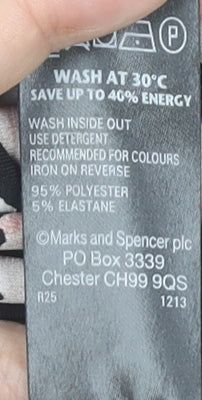 P
WASH AT 30°C
SAVE UP TO 40% ENERGY
WASH INSIDE OUT
USE DETERGENT
RECOMMENDED FOR COLOURS
IRON ON REVERSE
95% POLYESTER
5% ELASTANE
©Marks and Spencer plc
PO Box 3339
Chester CH99 9QS
R25 1213